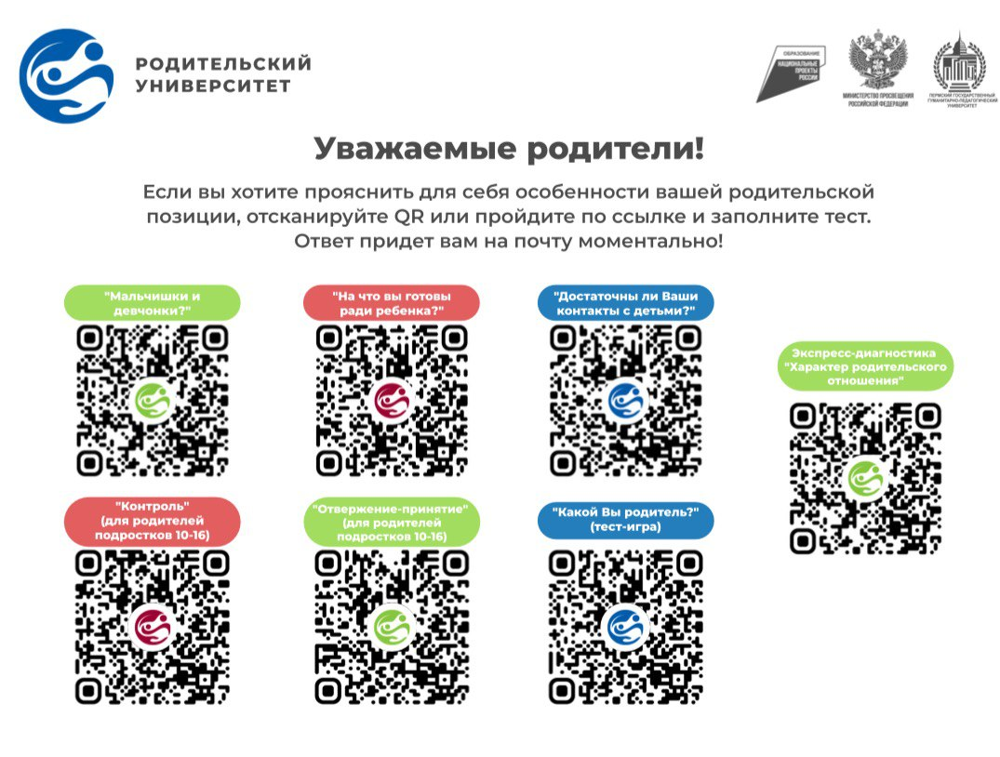 РОДИТЕЛЬСКИЙ
УНИВЕРСИТЕТ
ОБРАЗОВАНИЕ
НАЦИОНАЛЬНЫЕ
ПРОЕКТЫ
РОССИИ
МИНИСТЕРСТВО ПРОСВЕЩЕНИЯ
РОССИЙСКОЙ ФЕДЕРАЦИИ
ПЕРМСКИЙ ГОСУДАРСТВЕННЫЙ
ГУМАНИТАРНО-ПЕДАГОГИЧЕСКИЙ
УНИВЕРСИТЕТ
Уважаемые родители!
Если вы хотите прояснить для себя особенности вашей родительской
позиции, отсканируйте QR или пройдите по ссылке и заполните тест.
Ответ придет вам на почту моментально!
"Мальчишки и
девчонки?"
"На что вы готовы
ради ребенка?"
"Достаточны ли Ваши
контакты с детьми?"
Экспресс-диагностика
"Характер родительского
отношения"
"Контроль"
(для родителей
подростков 10-16)
"Отвержение-принятие"
(для родителей
подростков 10-16)
"Какой Вы родитель?"
(тест-игра)